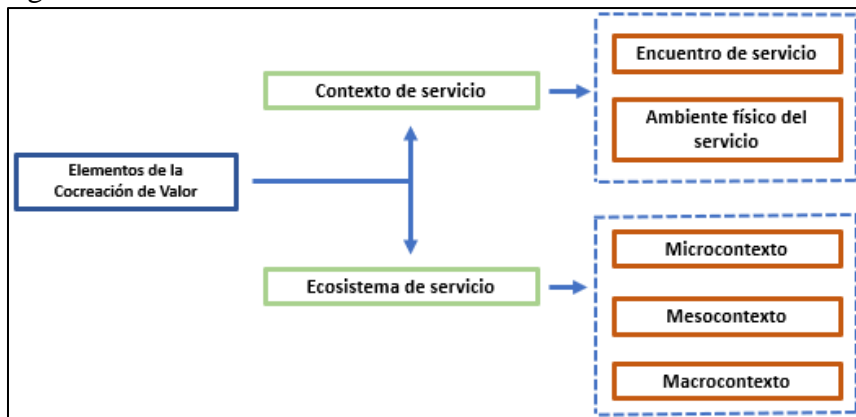 Elementos de la
Cocreación de Valor
Contexto de servicio
Encuentro de servicio
Ambiente físico del
servicio
Ecosistema de servicio
Microcontexto
Mesocontexto
Macrocontexto